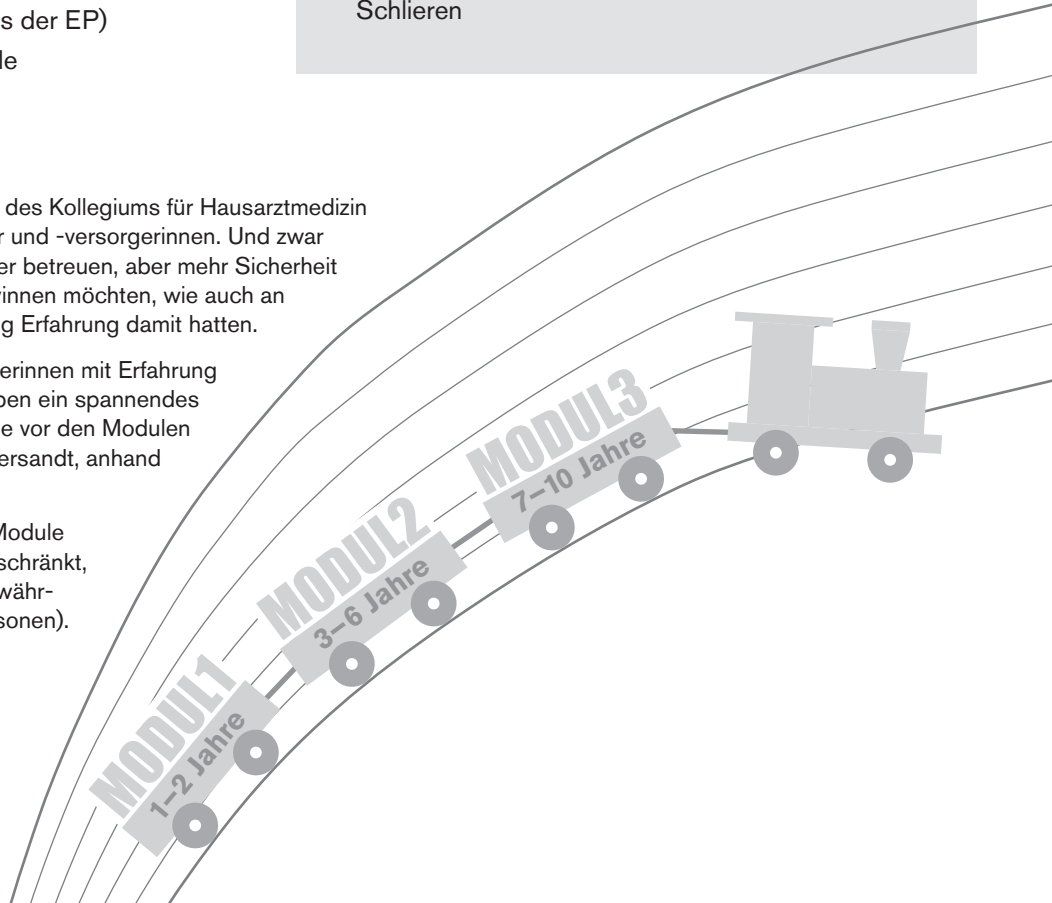 s der EP)
le
Schlieren
des Kollegiums für Hausarztmedizin
r und -versorgerinnen. Und zwar
er betreuen, aber mehr Sicherheit
vinnen möchten, wie auch an
g Erfahrung damit hatten.
erinnen mit Erfahrung
ben ein spannendes
e vor den Modulen
ersandt, anhand
Module
schränkt,
währ-
sonen).
MODUL1
1–2 Jahre
MODUL2
3–6 Jahre
MODUL3
7–10 Jahre